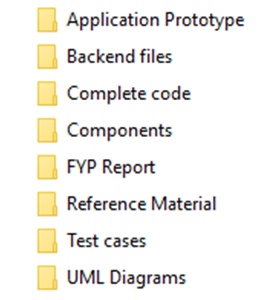 Application Prototype
Backend files
Complete code
Components
FYP Report
Reference Material
Test cases
UML Diagrams